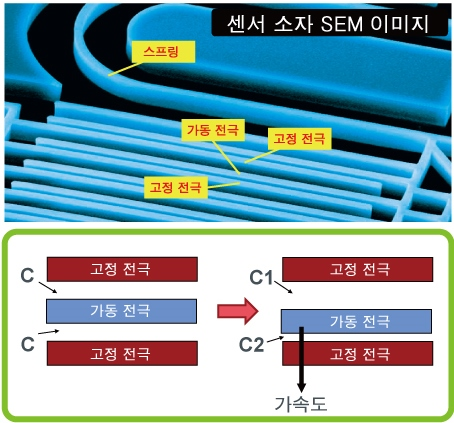 센서 소자 SEM 이미지
스프링
가동 전극
고정 전극
고정 전극
고정 전극
C
가동 전극
C
고정 전극
고정 전극
C1
가동 전극
C2
고정 전극
가속도